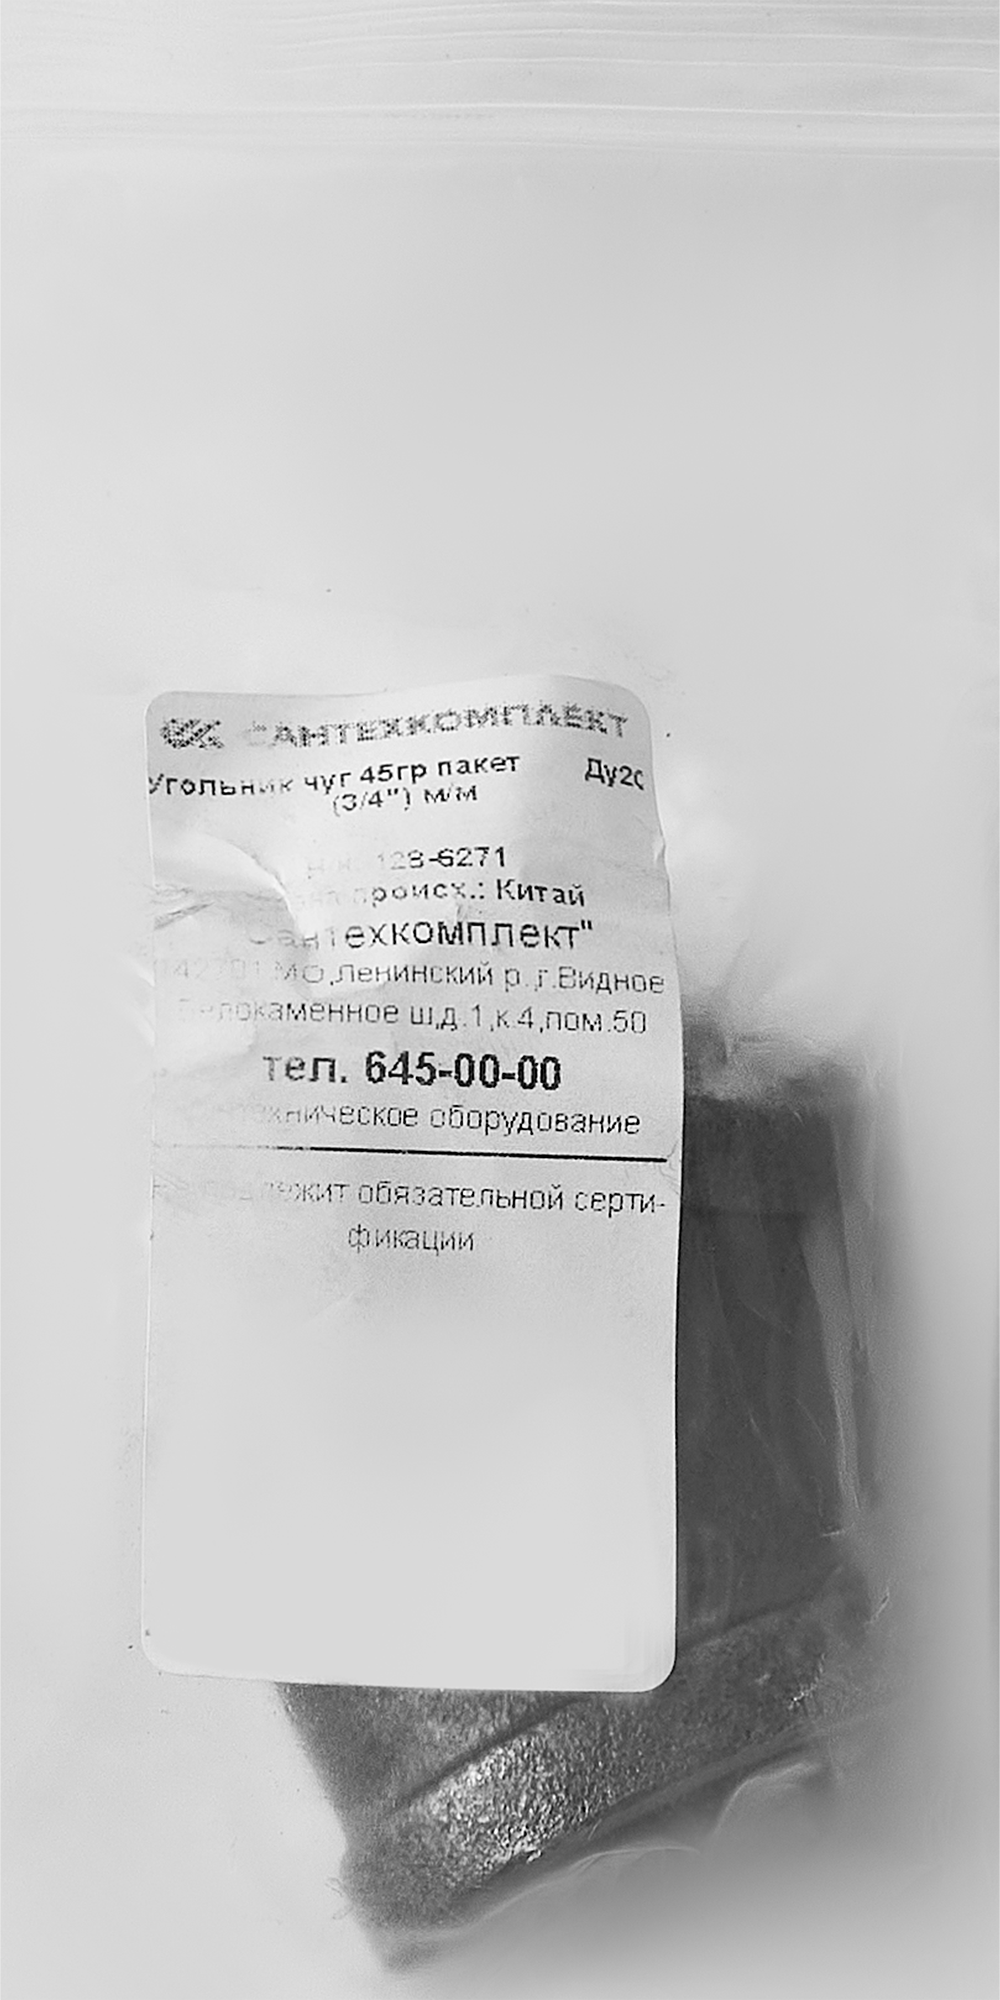 САНТЕХКОМПЛЕКТ
Угольник чуг 45гр пакет Ду20
(3/4") м/м
128-6271
происх.: Китай
Сантехкомплект"
142701 МО,Ленинский р.,г.Видное
Белокаменное ш,д.1,к.4,пом.50
тел. 645-00-00
оборудование
подлежит обязательной серти-
фикации